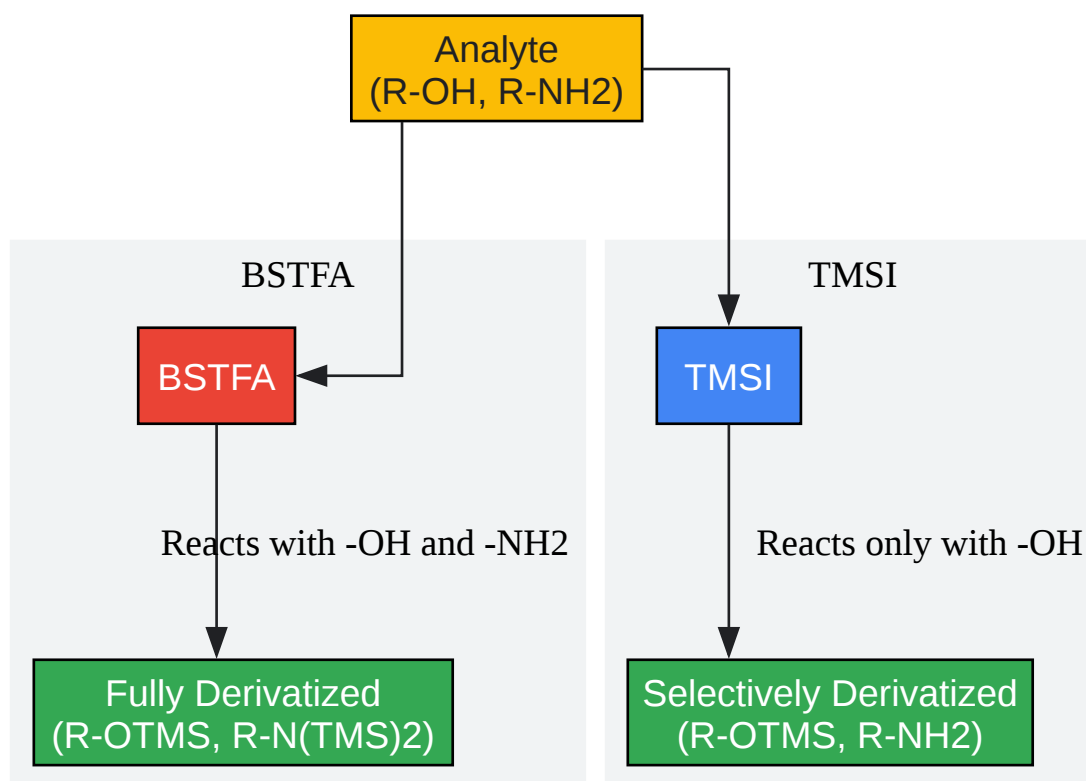 Analyte
(R-OH, R-NH2)
BSTFA
BSTFA
Reacts with -OH and -NH2
Fully Derivatized
(R-OTMS, R-N(TMS)2)
TMSI
TMSI
Reacts only with -OH
Selectively Derivatized
(R-OTMS, R-NH2)